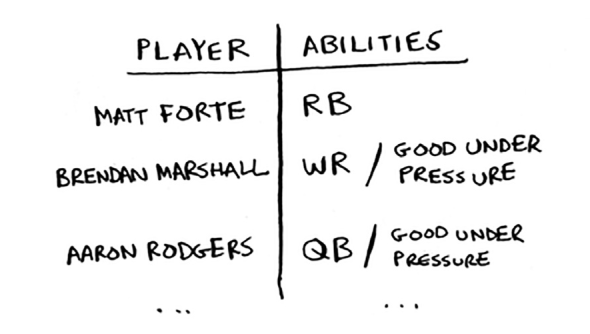 PLAYER ABILITIES
MATT FORTE RB
BRENDAN MARSHALL WR / GOOD UNDER
PRESSURE
AARON RODGERS QB / GOOD UNDER
PRESSURE
... ...